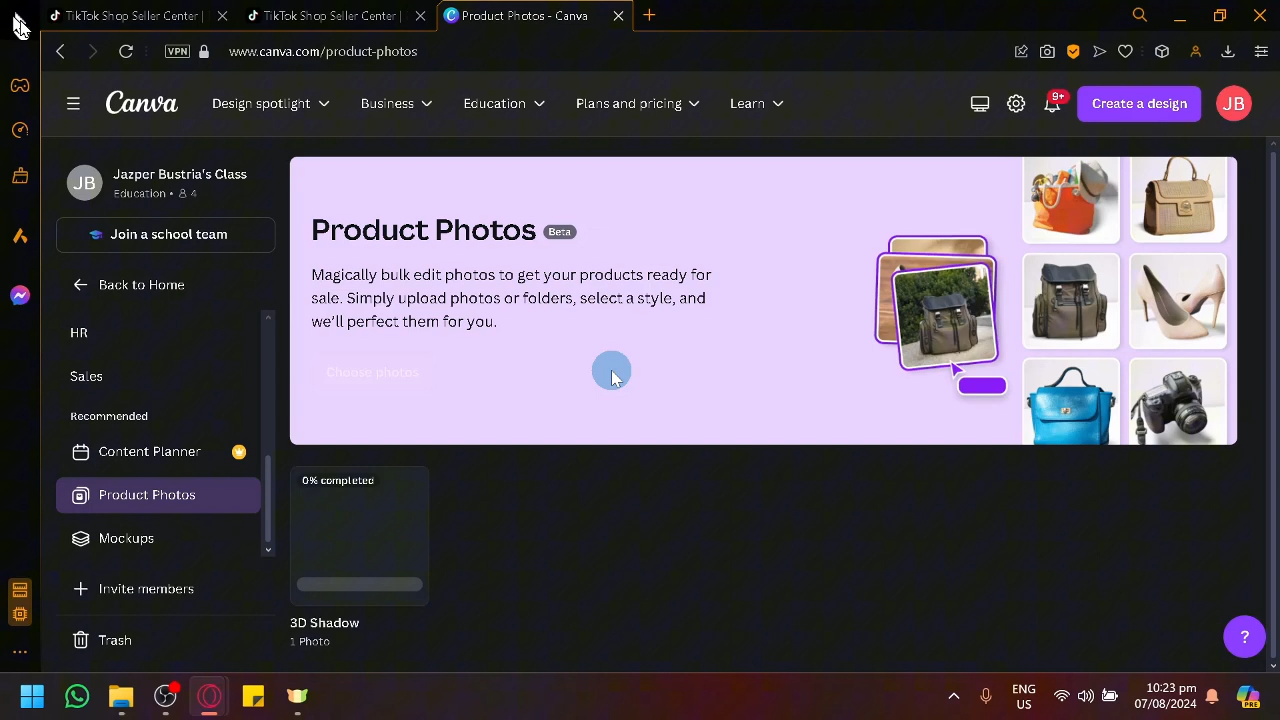 TikTok Shop Seller Center |
TikTok Shop Seller Center |
Product Photos - Canva
VPN
www.canva.com/product-photos
Canva
Design spotlight
Business
Education
Plans and pricing
Learn
9+
Create a design
JB
JB
Jazper Bustria's Class
Education • 4
Join a school team
Back to Home
HR
Sales
Recommended
Content Planner
Product Photos
Mockups
Invite members
Trash
Product Photos Beta
Magically bulk edit photos to get your products ready for
sale. Simply upload photos or folders, select a style, and
we'll perfect them for you.
Choose photos
0% completed
3D Shadow
1 Photo
?
ENG
US
10:23 pm
07/08/2024
PRE